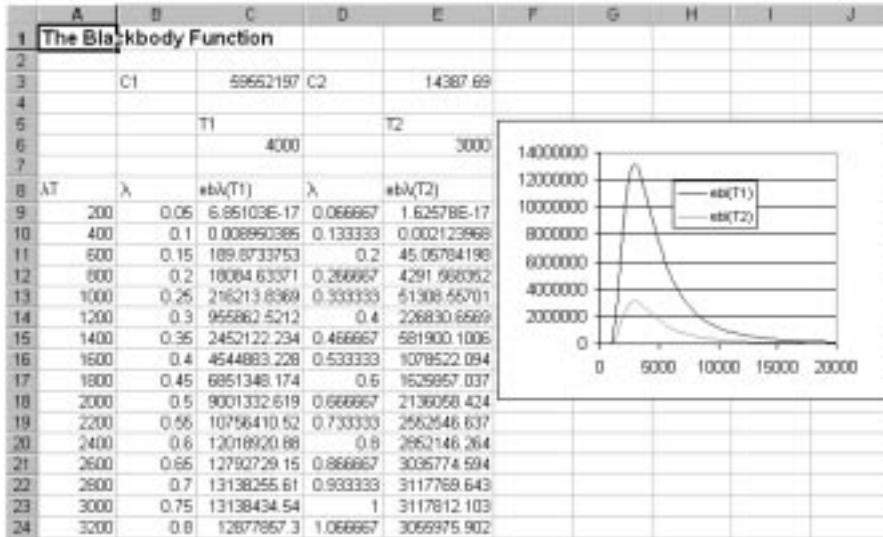 A B C D E F G H I J
1 The Blackbody Function
2
3 C1 59552197 C2 14387.69
4
5 T1 T2
6 4000 3000
7
8 λT λ ebλ(T1) λ ebλ(T2)
9 200 0.05 6.85103E-17 0.066667 1.62578E-17
10 400 0.1 0.008950385 0.133333 0.002123968
11 600 0.15 189.8733753 0.2 45.05784198
12 800 0.2 18084.63371 0.266667 4291.568352
13 1000 0.25 216213.8369 0.333333 51308.55701
14 1200 0.3 955862.5212 0.4 226830.6569
15 1400 0.35 2452122.234 0.466667 581900.1006
16 1600 0.4 4544883.228 0.533333 1078522.094
17 1800 0.45 6851348.174 0.6 1625857.037
18 2000 0.5 9001332.619 0.666667 2136058.424
19 2200 0.55 10756410.52 0.733333 2552546.637
20 2400 0.6 12018920.88 0.8 2852146.264
21 2600 0.65 12792729.15 0.866667 3035774.594
22 2800 0.7 13138255.61 0.933333 3117769.643
23 3000 0.75 13138434.54 1 3117812.103
24 3200 0.8 12877857.3 1.066667 3055975.902
14000000
12000000
10000000
8000000
6000000
4000000
2000000
0
ebl(T1)
ebl(T2)
0 5000 10000 15000 20000